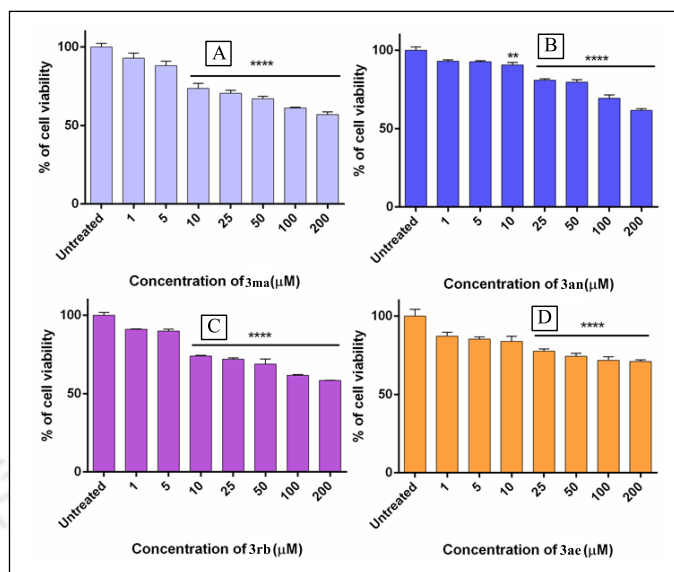 A
****
100
50
0
% of cell viability
Untreated
1
5
10
25
50
100
200
Concentration of 3ma(μM)
B
**
****
100
50
0
% of cell viability
Untreated
1
5
10
25
50
100
200
Concentration of 3an(μM)
C
****
100
50
0
% of cell viability
Untreated
1
5
10
25
50
100
200
Concentration of 3rb(μM)
D
****
100
50
0
% of cell viability
Untreated
1
5
10
25
50
100
200
Concentration of 3ae(μM)